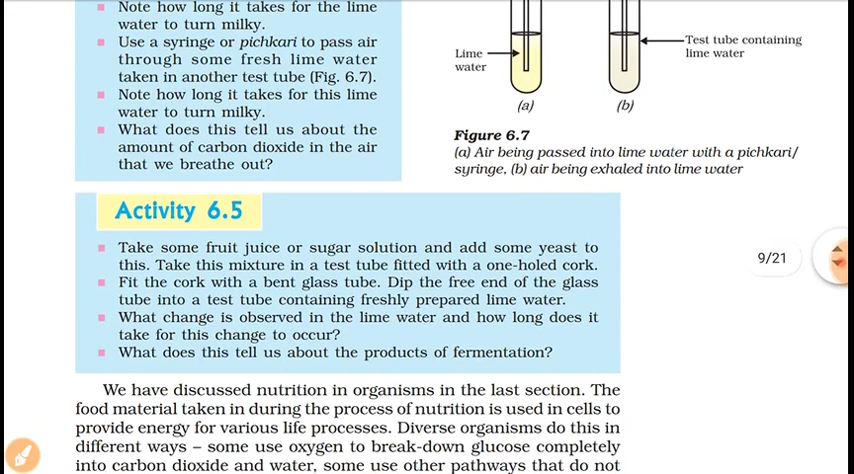 Note how long it takes for the lime
water to turn milky.
Use a syringe or pichkari to pass air
through some fresh lime water
taken in another test tube (Fig. 6.7).
Note how long it takes for this lime
water to turn milky.
What does this tell us about the
amount of carbon dioxide in the air
that we breathe out?
Lime
water
Test tube containing
lime water
(a)
(b)
Figure 6.7
(a) Air being passed into lime water with a pichkari/
syringe, (b) air being exhaled into lime water
Activity 6.5
Take some fruit juice or sugar solution and add some yeast to
this. Take this mixture in a test tube fitted with a one-holed cork.
Fit the cork with a bent glass tube. Dip the free end of the glass
tube into a test tube containing freshly prepared lime water.
What change is observed in the lime water and how long does it
take for this change to occur?
What does this tell us about the products of fermentation?
9/21
We have discussed nutrition in organisms in the last section. The
food material taken in during the process of nutrition is used in cells to
provide energy for various life processes. Diverse organisms do this in
different ways – some use oxygen to break-down glucose completely
into carbon dioxide and water, some use other pathways that do not